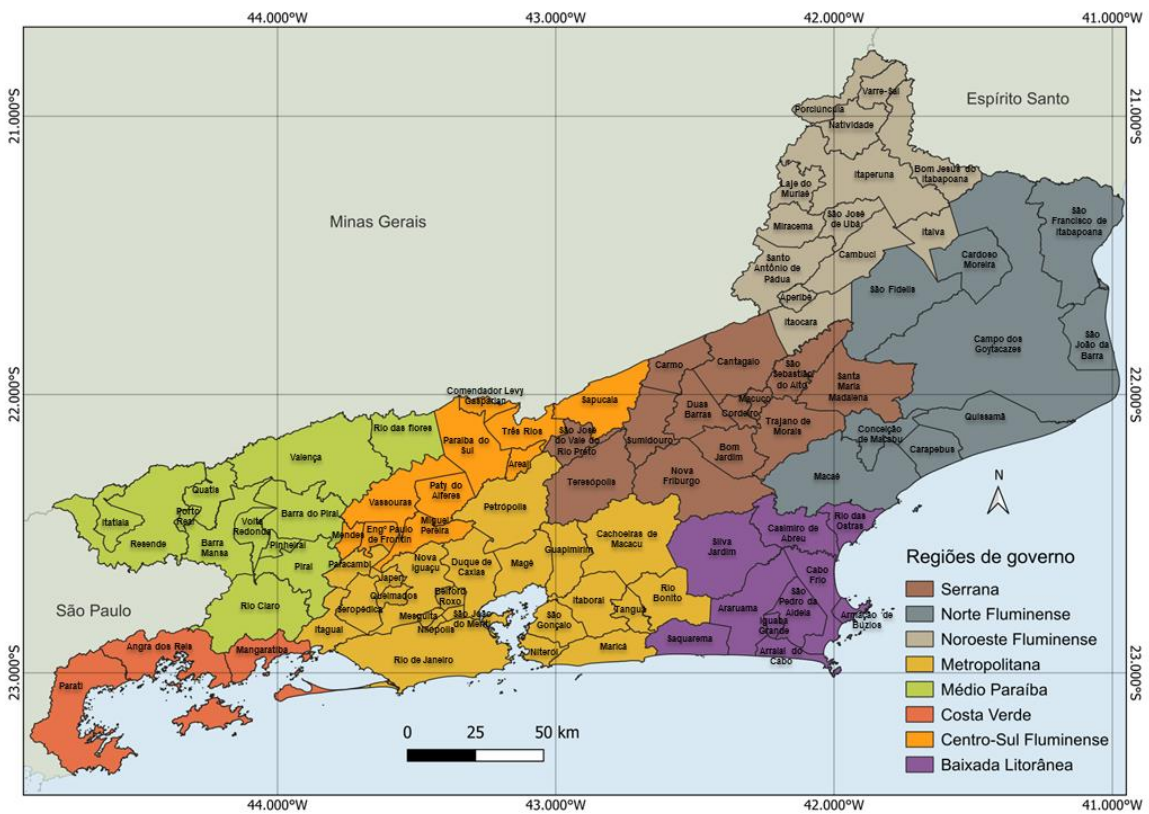 44.000°W
43.000°W
42.000°W
41.000°W
21.000°S
21.000°S
22.000°S
22.000°S
23.000°S
23.000°S
Espírito Santo
Minas Gerais
São Paulo
Varre-Sai
Porciúncula
Natividade
Itaperuna
Bom Jesus do
Itabapoana
Laje do
Muriaé
São José
de Ubá
Miracema
Italva
Cambuci
Santo
Antônio de
Pádua
Aperibé
Itaocara
São
Francisco de
Itabapoana
Cardoso
Moreira
São Fidelis
Campo dos
Goytacazes
São
João da
Barra
Quissamã
Conceição
de Macabu
Carapebus
Macaé
Carmo
Cantagalo
São
Sebastião
do Alto
Santa
Maria
Madalena
Duas
Barras
Macuco
Cordeiro
Trajano de
Morais
Sumidouro
Bom
Jardim
São José
do Vale do
Rio Preto
Teresópolis
Nova
Friburgo
Comendador Levy
Gasparian
Sapucaia
Três Rios
Paraíba do
Sul
Areal
Paty do
Alferes
Vassouras
Miguel
Pereira
Engº Paulo
de Frontin
Mendes
Rio das flores
Valença
Quatis
Itatiaia
Porto
Real
Resende
Barra
Mansa
Volta
Redonda
Barra do Piraí
Pinheiral
Piraí
Rio Claro
Petrópolis
Paracambi
Nova
Iguaçu
Duque de
Caxias
Magé
Guapimirim
Cachoeiras de
Macacu
Japeri
Queimados
Belford
Roxo
Seropédica
Mesquita
São João
do Meriti
Nilópolis
Itaguaí
Rio de Janeiro
Niterói
São
Gonçalo
Itaboraí
Tanguá
Rio
Bonito
Maricá
Silva
Jardim
Casimiro de
Abreu
Rio das
Ostras
Cabo
Frio
São
Pedro da
Aldeia
Araruama
Iguaba
Grande
Armação de
Búzios
Saquarema
Arraial do
Cabo
Angra dos Reis
Mangaratiba
Parati
N
Regiões de governo
Serrana
Norte Fluminense
Noroeste Fluminense
Metropolitana
Médio Paraíba
Costa Verde
Centro-Sul Fluminense
Baixada Litorânea
0 25 50 km
44.000°W
43.000°W
42.000°W
41.000°W